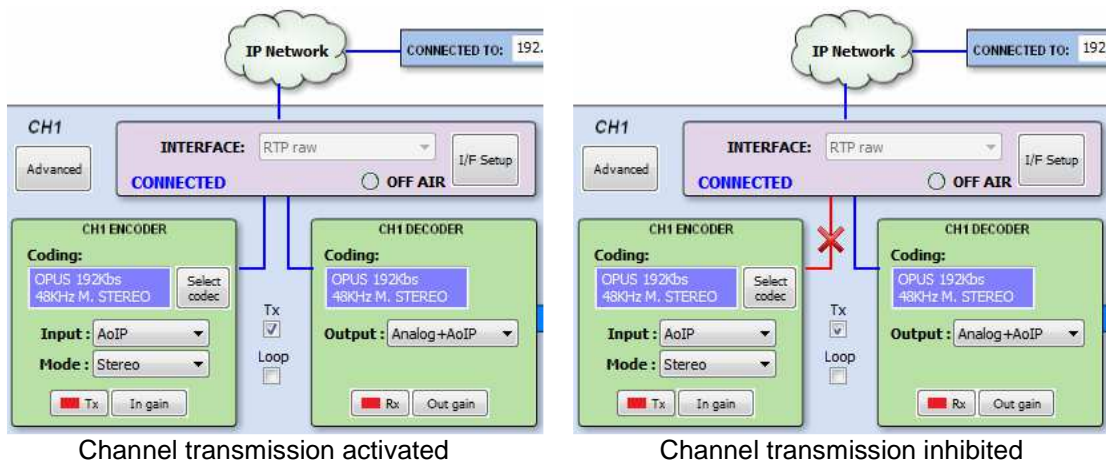 IP Network
CONNECTED TO: 192.
CH1
Advanced
INTERFACE: RTP raw
I/F Setup
CONNECTED
OFF AIR
CH1 ENCODER
Coding:
OPUS 192Kbs
48KHz M. STEREO
Select
codec
Input : AoIP
Mode : Stereo
Tx
In gain
Tx
Loop
CH1 DECODER
Coding:
OPUS 192Kbs
48KHz M. STEREO
Output : Analog+AoIP
Rx
Out gain
Channel transmission activated
IP Network
CONNECTED TO: 192
CH1
Advanced
INTERFACE: RTP raw
I/F Setup
CONNECTED
OFF AIR
CH1 ENCODER
Coding:
OPUS 192Kbs
48KHz M. STEREO
Select
codec
Input : AoIP
Mode : Stereo
Tx
In gain
Tx
Loop
CH1 DECODER
Coding:
OPUS 192Kbs
48KHz M. STEREO
Output : Analog+AoIP
Rx
Out gain
Channel transmission inhibited